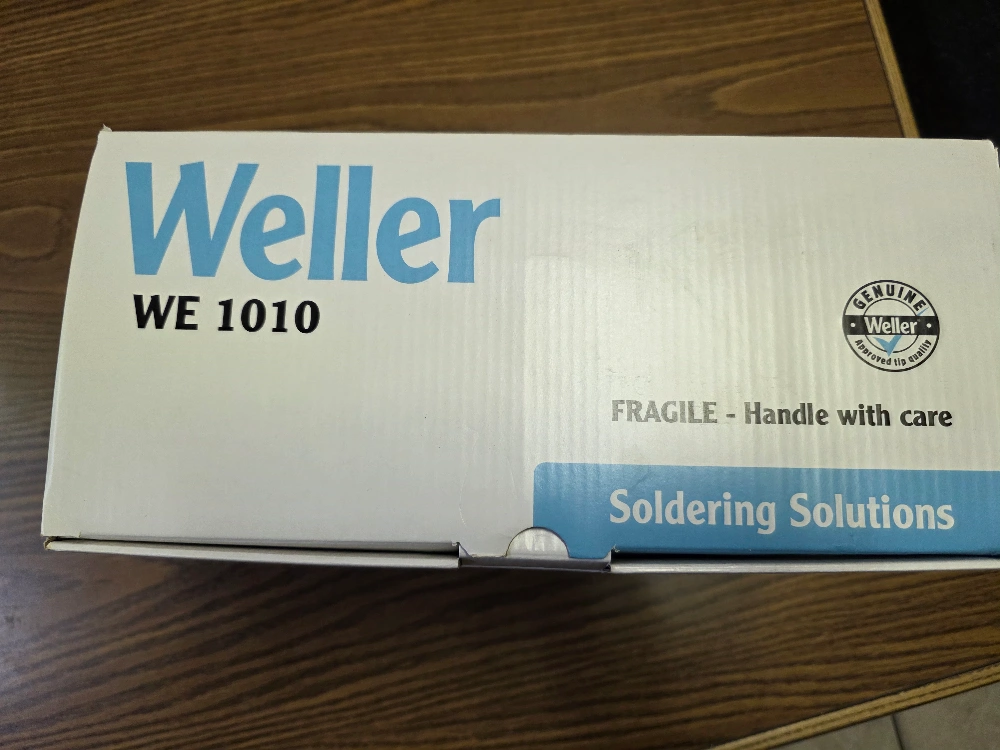 Weller
WE 1010
GENUINE
Weller
Approved tip quality
FRAGILE - Handle with care
Soldering Solutions